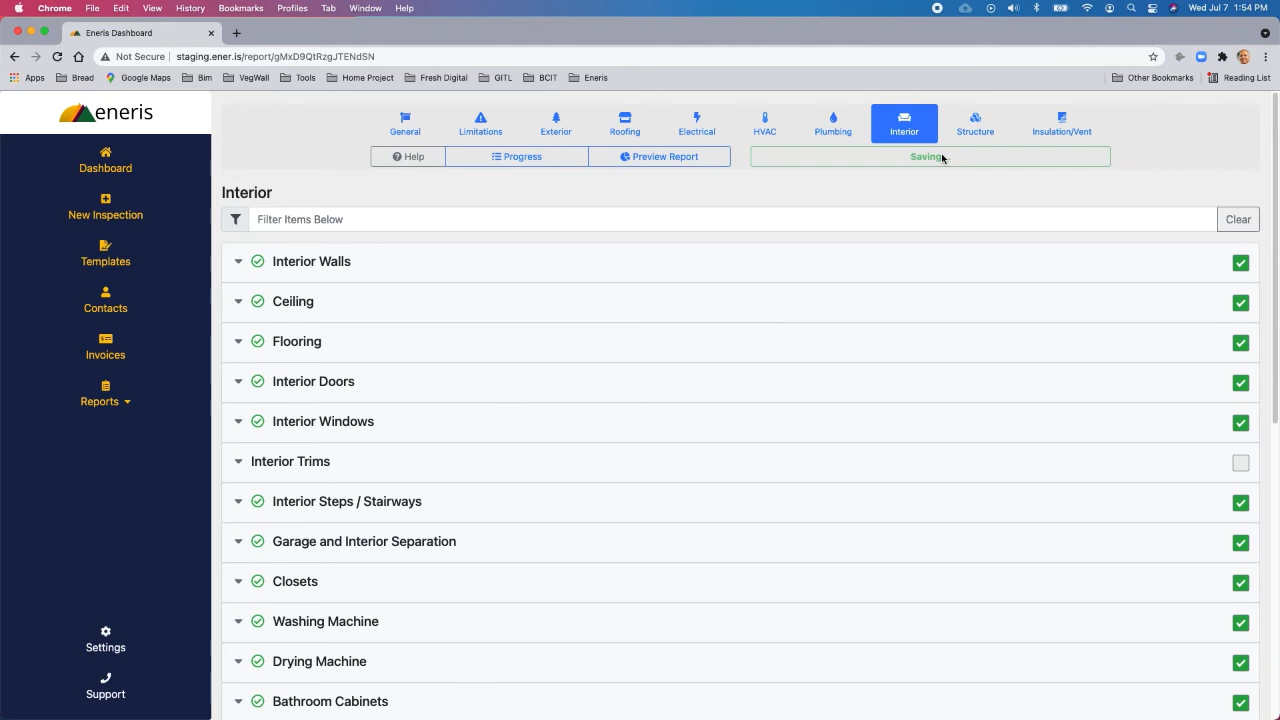 Chrome File Edit View History Bookmarks Profiles Tab Window Help Wed Jul 7 1:54 PM
Eneris Dashboard
Not Secure staging.ener.is/report/gMxD9QtRzgJTENdSN
Apps Bread Google Maps Bim VegWall Tools Home Project Fresh Digital GITL BCIT Eneris Other Bookmarks Reading List
eneris
Dashboard
New Inspection
Templates
Contacts
Invoices
Reports
Settings
Support
General Limitations Exterior Roofing Electrical HVAC Plumbing Interior Structure Insulation/Vent
Help Progress Preview Report Saving...
Interior
Filter Items Below Clear
Interior Walls
Ceiling
Flooring
Interior Doors
Interior Windows
Interior Trims
Interior Steps / Stairways
Garage and Interior Separation
Closets
Washing Machine
Drying Machine
Bathroom Cabinets